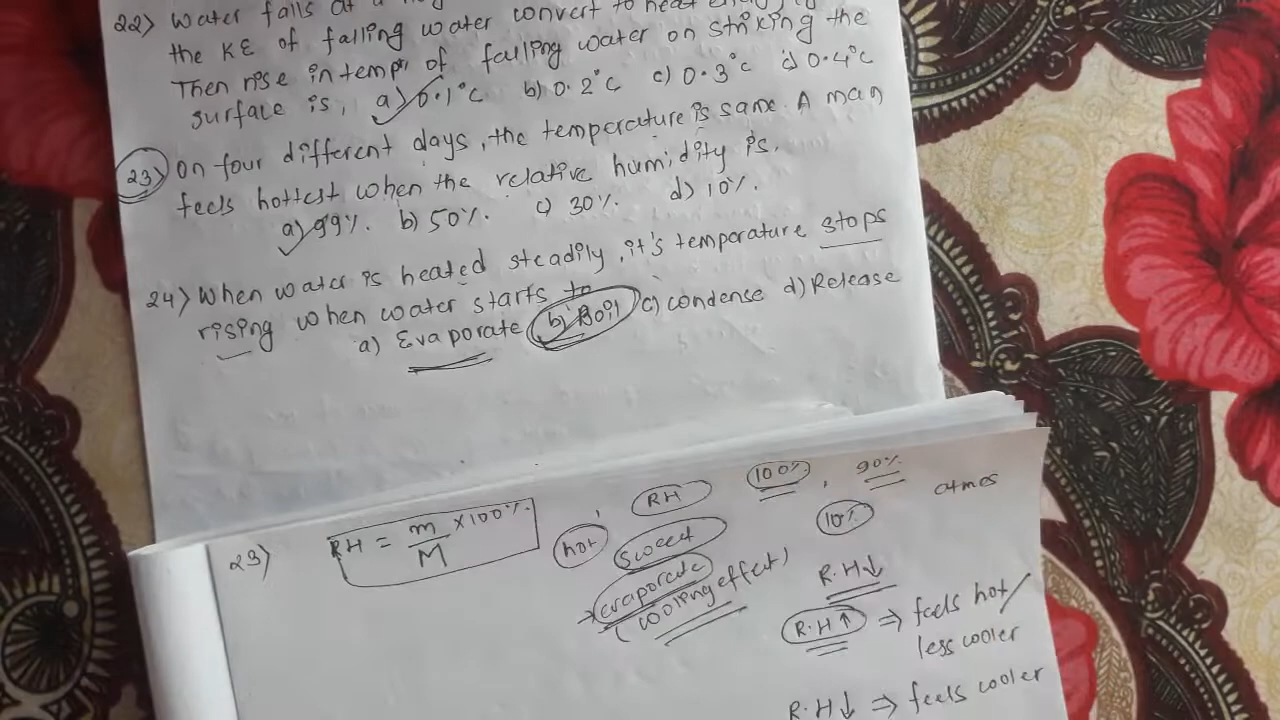 22) Water falls
convert to heat
the KE of falling water
Then rise in temp of falling water on striking the
surface is, a) 0.1°C b) 0.2°C c) 0.3°C d) 0.4°C
23) On four different days, the temperature is same. A man
feels hottest when the relative humidity is.
a) 99%. b) 50%. c) 30%. d) 10%.
24) When water is heated steadily, it's temperature stops
rising when water starts to
a) Evaporate b) Boil c) condense d) Release
23) RH = m/M ×100%.
hot , RH 100% , 90%. atmos
sweat 10%
→ evaporate R.H↓
(cooling effect) R.H↑ ⇒ feels hot/
less cooler
R.H↓ ⇒ feels cooler